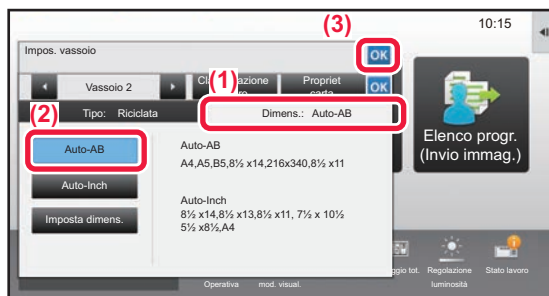 10:15
(3)
Impos. vassoio
OK
Vassoio 2
(1)
Propriet
OK
(2)
Tipo: Riciclata
Dimens.: Auto-AB
Auto-AB
Auto-AB
A4,A5,B5,8½ x14,216x340,8½ x11
Auto-Inch
Auto-Inch
8½ x14,8½ x13,8½ x11, 7½ x 10½
5½ x8½,A4
Imposta dimens.
Elenco progr.
(Invio immag.)
tot.
Regolazione
luminosità
Stato lavoro
Operativa
mod. visual.